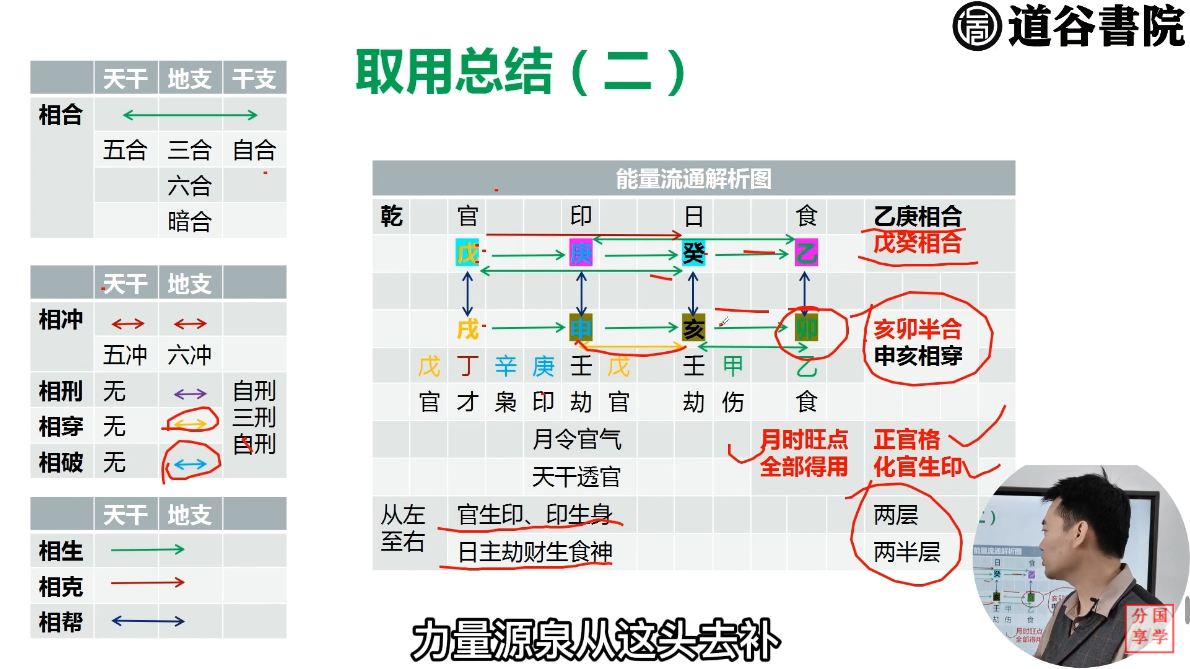 道谷書院
取用总结（二）
天干 地支 干支
相合
五合 三合 自合
六合
暗合
天干 地支
相冲
五冲 六冲
相刑 无 自刑
三刑
相穿 无
自刑
相破 无
天干 地支
相生
相克
相帮
能量流通解析图
乾 官 印 日 食 乙庚相合
戊 庚 癸 乙 戊癸相合
戌 申 亥 卯 亥卯半合
申亥相穿
戊 丁 辛 庚 壬 戊 壬 甲 乙
官 才 枭 印 劫 官 劫 伤 食
月令官气 月时旺点 正官格
天干透官 全部得用 化官生印
从左至右 官生印、印生身 两层
日主劫财生食神 两半层
力量源泉从这头去补
分国
享学